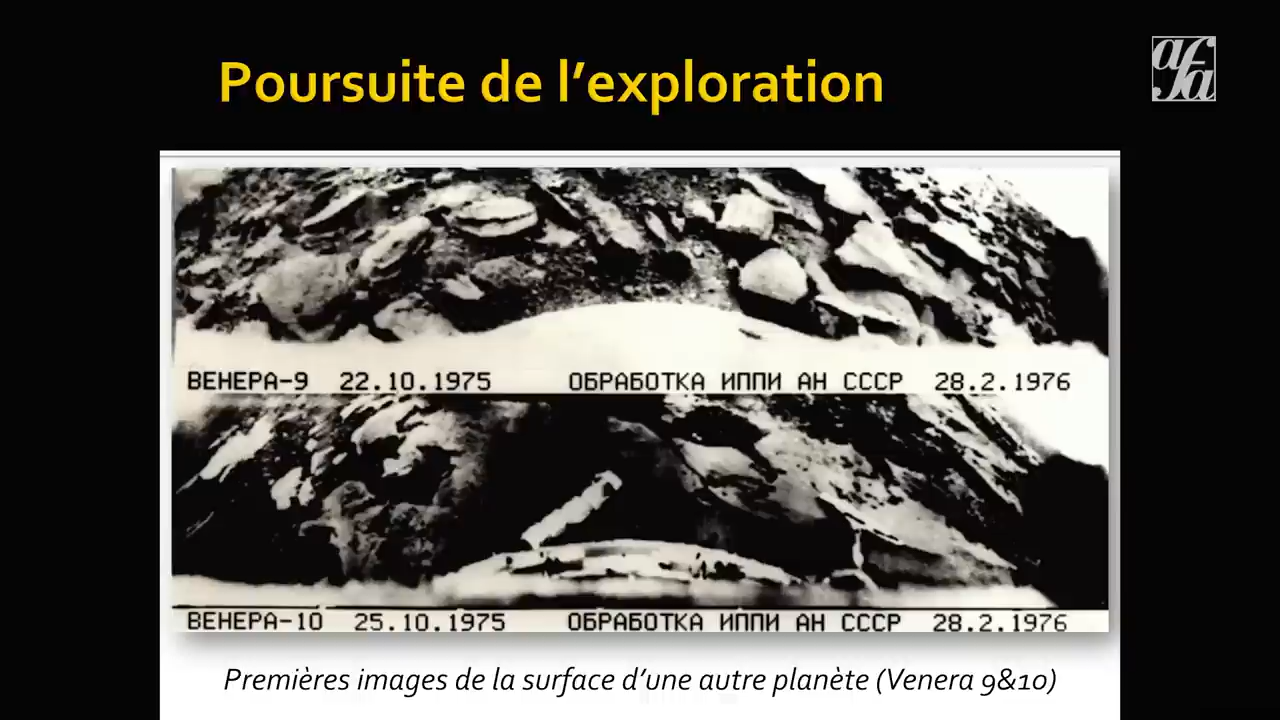 Poursuite de l’exploration
afa
ВЕНЕРА-9 22.10.1975 ОБРАБОТКА ИППИ АН СССР 28.2.1976
ВЕНЕРА-10 25.10.1975 ОБРАБОТКА ИППИ АН СССР 28.2.1976
Premières images de la surface d’une autre planète (Venera 9&10)